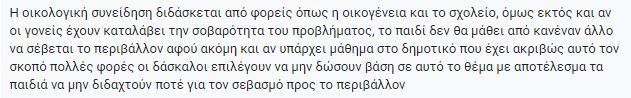 Η οικολογική συνείδηση διδάσκεται από φορείς όπως η οικογένεια και το σχολείο, όμως εκτός και αν
οι γονείς έχουν καταλάβει την σοβαρότητα του προβλήματος, το παιδί δεν θα μάθει από κανέναν άλλο
να σέβεται το περιβάλλον αφού ακόμη και αν υπάρχει μάθημα στο δημοτικό που έχει ακριβώς αυτό τον
σκοπό πολλές φορές οι δάσκαλοι επιλέγουν να μην δώσουν βάση σε αυτό το θέμα με αποτέλεσμα τα
παιδιά να μην διδαχτούν ποτέ για τον σεβασμό προς το περιβάλλον